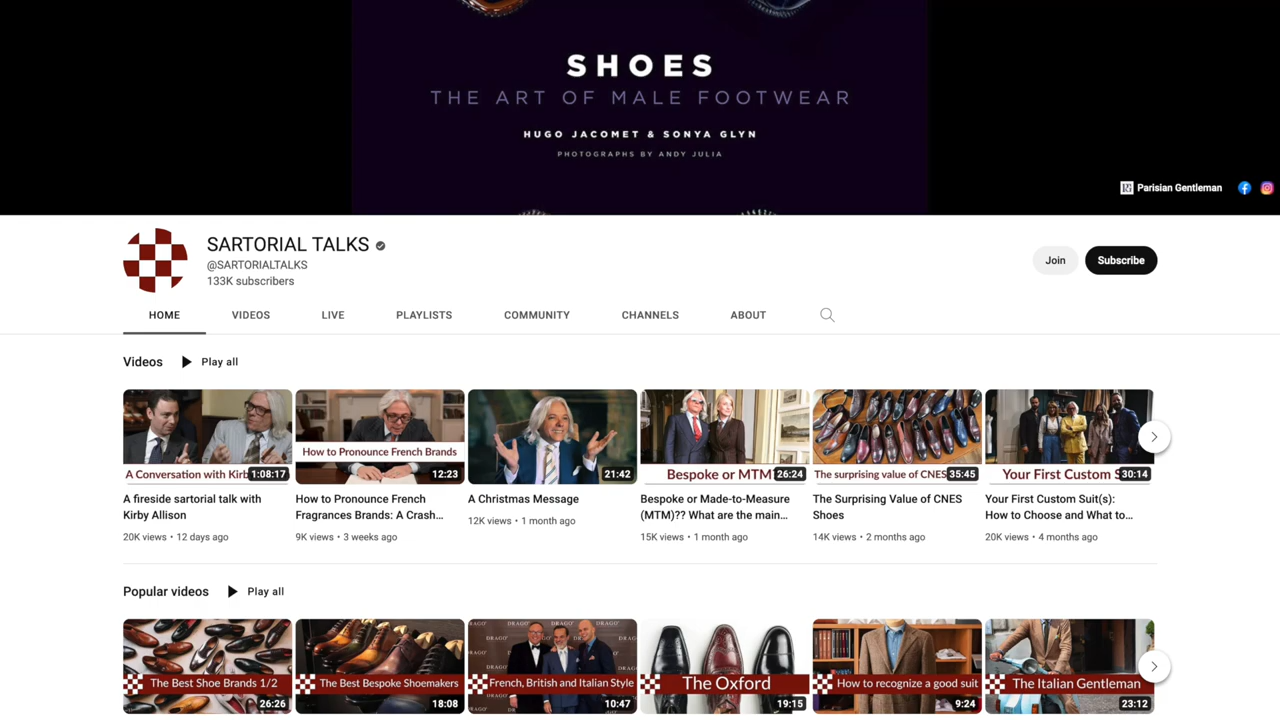 SHOES
THE ART OF MALE FOOTWEAR
HUGO JACOMET & SONYA GLYN
PHOTOGRAPHS BY ANDY JULIA
Parisian Gentleman
SARTORIAL TALKS
@SARTORIALTALKS
133K subscribers
Join
Subscribe
HOME
VIDEOS
LIVE
PLAYLISTS
COMMUNITY
CHANNELS
ABOUT
Videos
Play all
A Conversation with Kirb
1:08:17
How to Pronounce French Brands
12:23
21:42
Bespoke or MTM
26:24
The surprising value of CNES
35:45
Your First Custom S
30:14
A fireside sartorial talk with
Kirby Allison
20K views • 12 days ago
How to Pronounce French
Fragrances Brands: A Crash...
9K views • 3 weeks ago
A Christmas Message
12K views • 1 month ago
Bespoke or Made-to-Measure
(MTM)?? What are the main...
15K views • 1 month ago
The Surprising Value of CNES
Shoes
14K views • 2 months ago
Your First Custom Suit(s):
How to Choose and What to...
20K views • 4 months ago
Popular videos
Play all
The Best Shoe Brands 1/2
26:26
The Best Bespoke Shoemakers
18:08
DRAGO
French, British and Italian Style
10:47
The Oxford
19:15
How to recognize a good suit
9:24
The Italian Gentleman
23:12